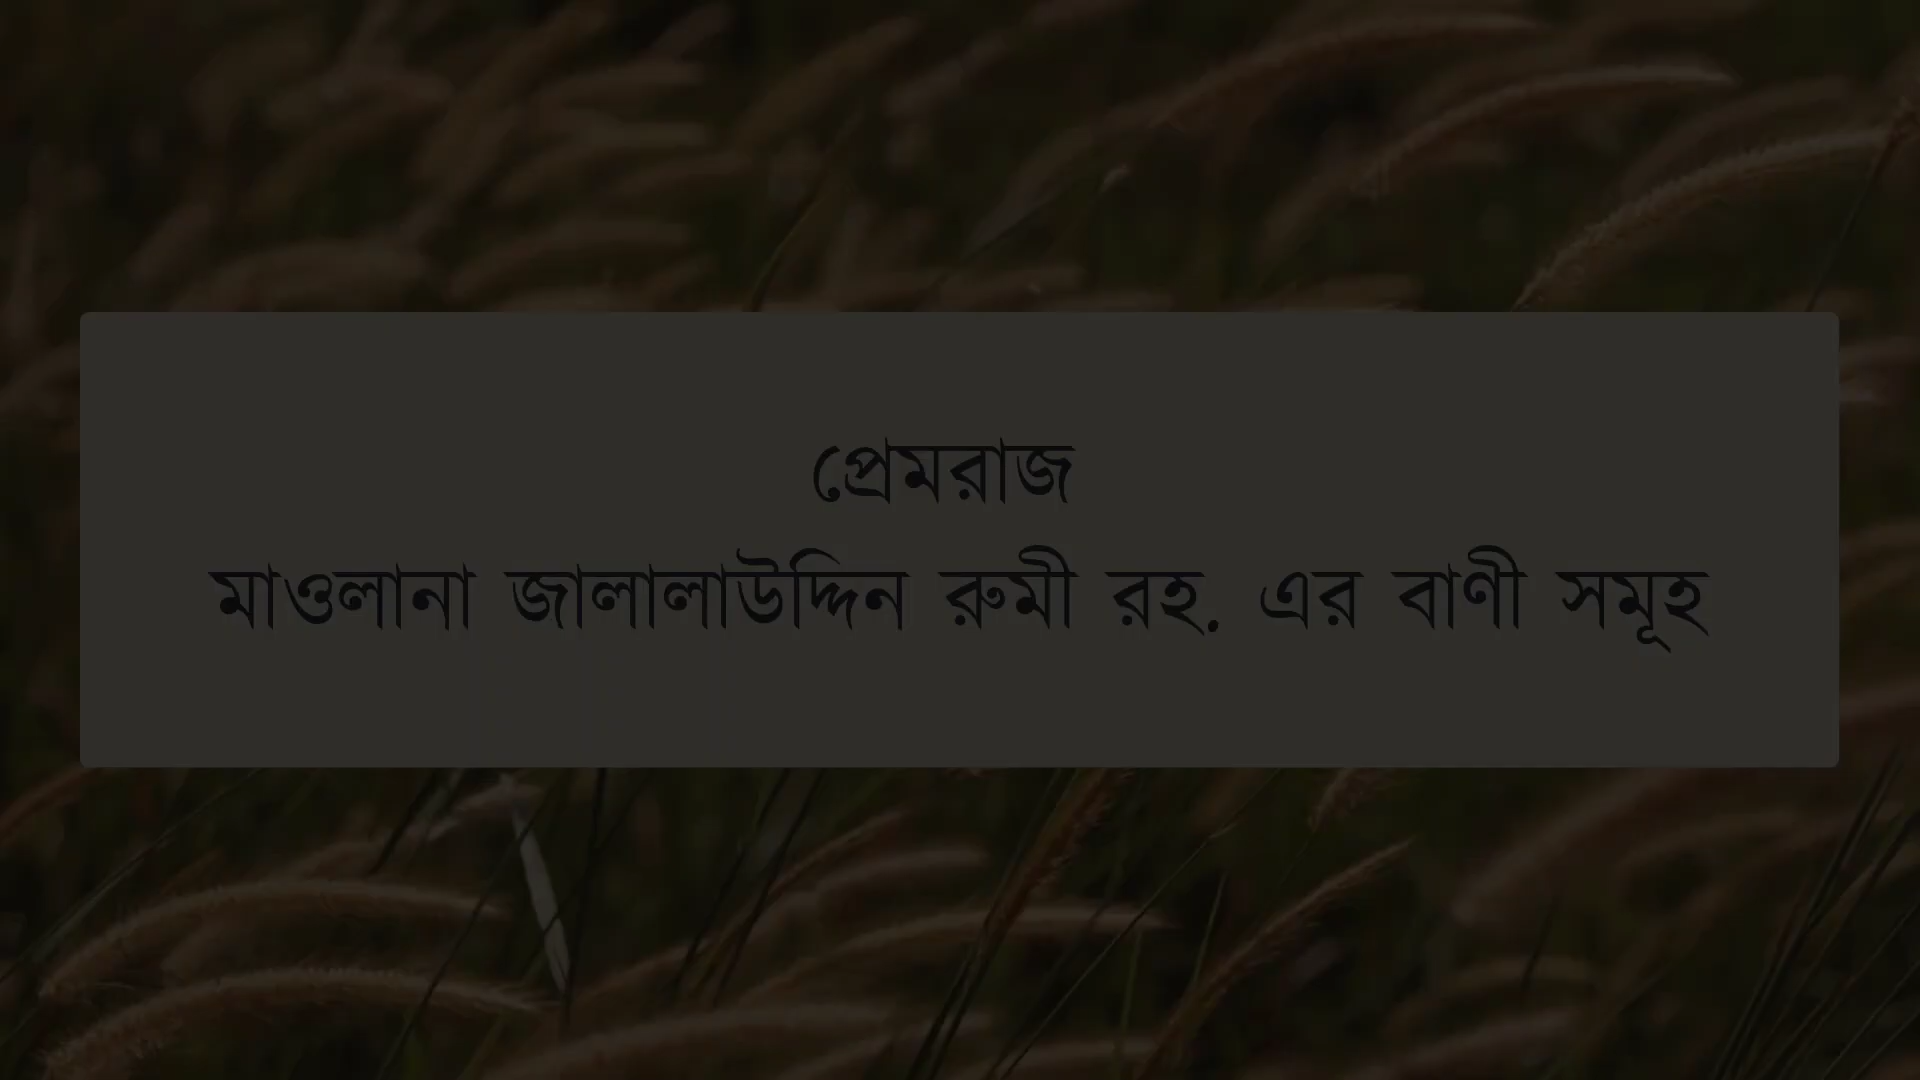 প্রেমরাজ
মাওলানা জালালাউদ্দিন রুমী রহ. এর বাণী সমূহ